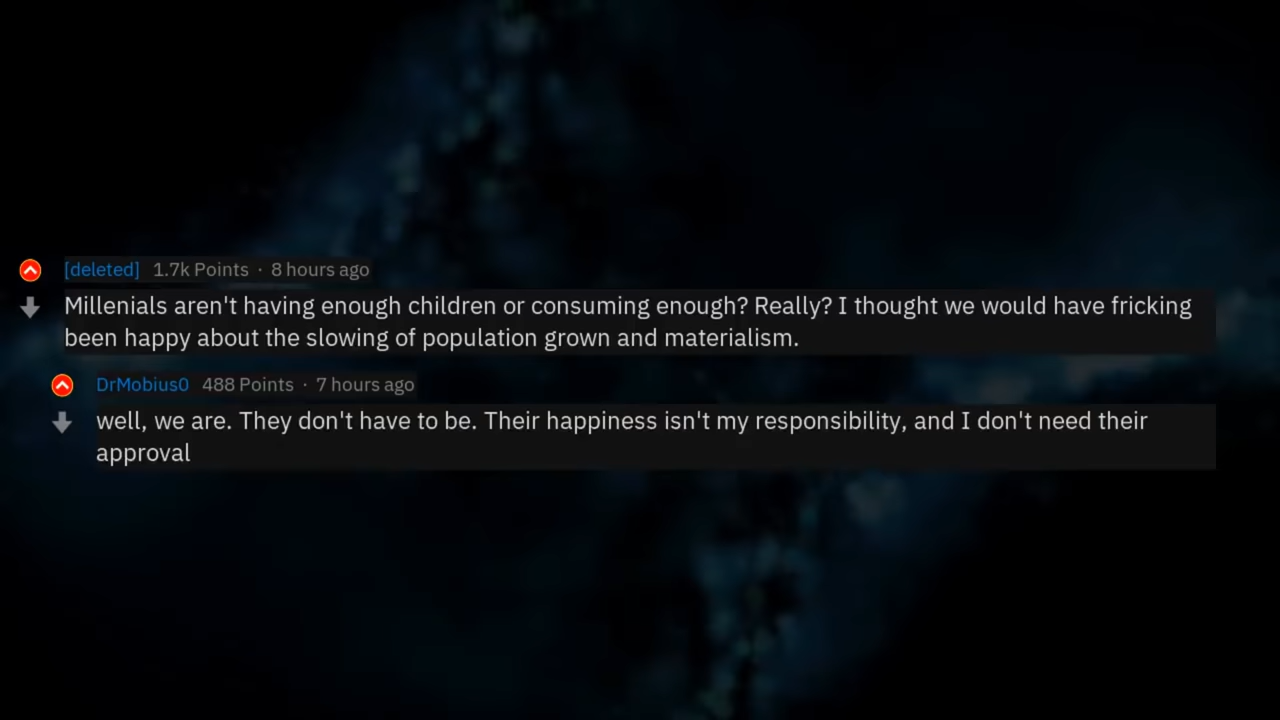 [deleted] 1.7k Points · 8 hours ago
Millenials aren't having enough children or consuming enough? Really? I thought we would have fricking
been happy about the slowing of population grown and materialism.
DrMobius0 488 Points · 7 hours ago
well, we are. They don't have to be. Their happiness isn't my responsibility, and I don't need their
approval